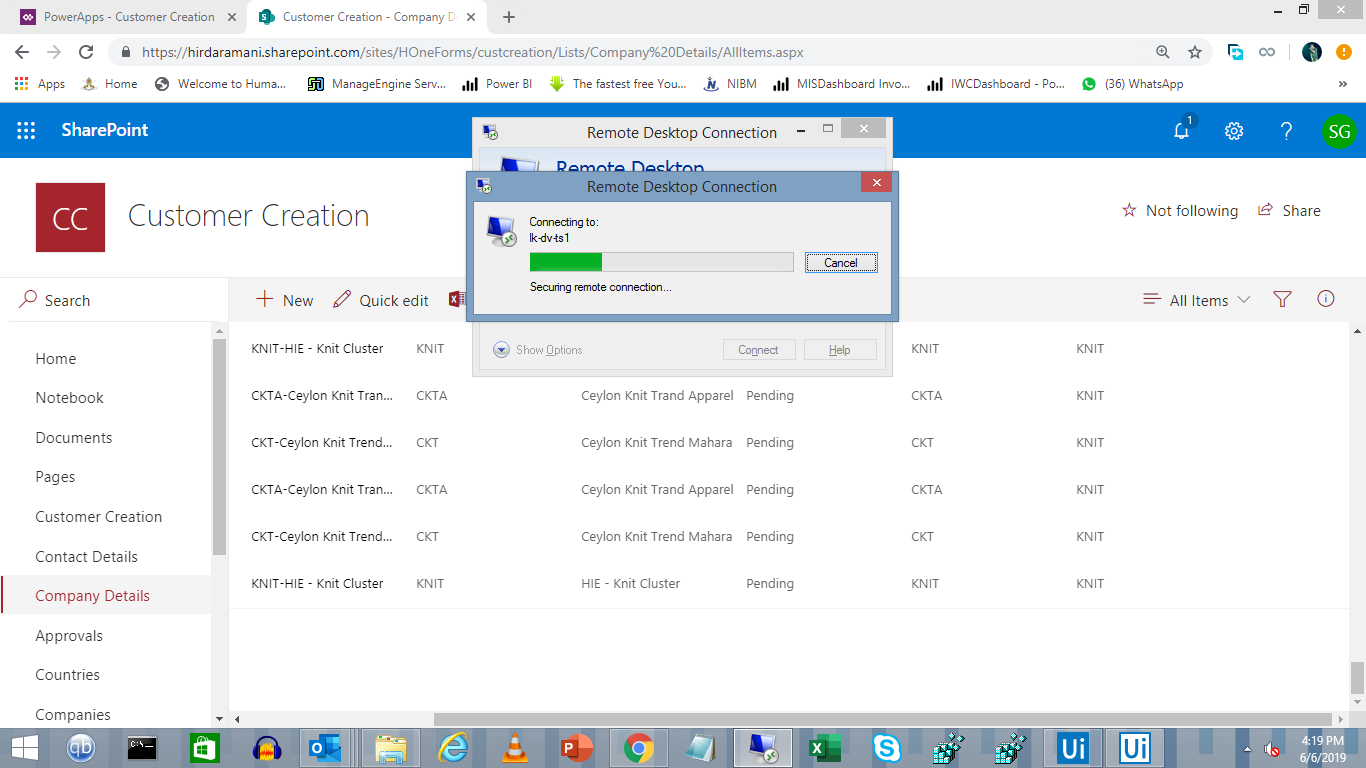 PowerApps - Customer Creation
Customer Creation - Company D
https://hirdaramani.sharepoint.com/sites/HOneForms/custcreation/Lists/Company%20Details/AllItems.aspx
Apps Home Welcome to Huma... ManageEngine Serv... Power BI The fastest free You... NIBM MISDashboard Invo... IWCDashboard - Po... (36) WhatsApp »
SharePoint
1
SG
CC
Customer Creation
Not following
Share
Remote Desktop Connection
Remote Desktop
Remote Desktop Connection
Connecting to:
lk-dv-ts1
Cancel
Securing remote connection...
Show Options
Connect
Help
Search
New
Quick edit
All Items
Home
Notebook
Documents
Pages
Customer Creation
Contact Details
Company Details
Approvals
Countries
Companies
KNIT-HIE - Knit Cluster KNIT KNIT KNIT
CKTA-Ceylon Knit Tran... CKTA Ceylon Knit Trand Apparel Pending CKTA KNIT
CKT-Ceylon Knit Trend... CKT Ceylon Knit Trend Mahara Pending CKT KNIT
CKTA-Ceylon Knit Tran... CKTA Ceylon Knit Trand Apparel Pending CKTA KNIT
CKT-Ceylon Knit Trend... CKT Ceylon Knit Trend Mahara Pending CKT KNIT
KNIT-HIE - Knit Cluster KNIT HIE - Knit Cluster Pending KNIT KNIT
qb
C:\
Ui
Ui
4:19 PM
6/6/2019